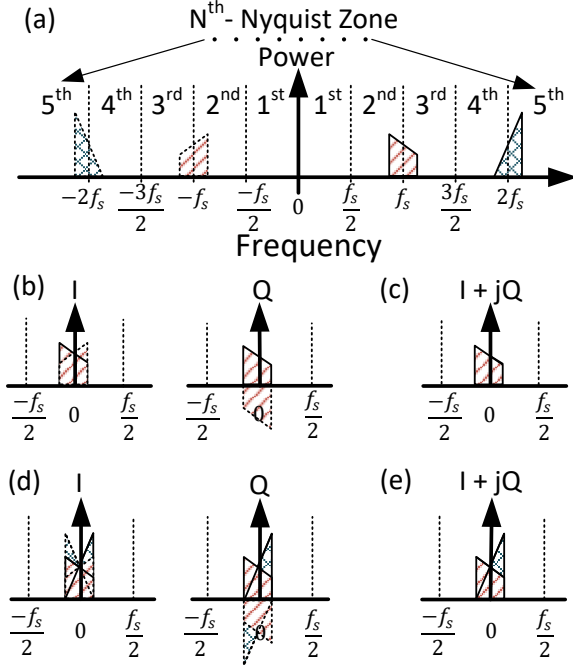 (a) Nᵗʰ- Nyquist Zone
Power
5ᵗʰ 4ᵗʰ 3ʳᵈ 2ⁿᵈ 1ˢᵗ 1ˢᵗ 2ⁿᵈ 3ʳᵈ 4ᵗʰ 5ᵗʰ
−2fₛ −3fₛ/2 −fₛ −fₛ/2 0 fₛ/2 fₛ 3fₛ/2 2fₛ
Frequency
(b) I Q (c) I + jQ
−fₛ/2 0 fₛ/2 −fₛ/2 0 fₛ/2 −fₛ/2 0 fₛ/2
(d) I Q (e) I + jQ
−fₛ/2 0 fₛ/2 −fₛ/2 0 fₛ/2 −fₛ/2 0 fₛ/2